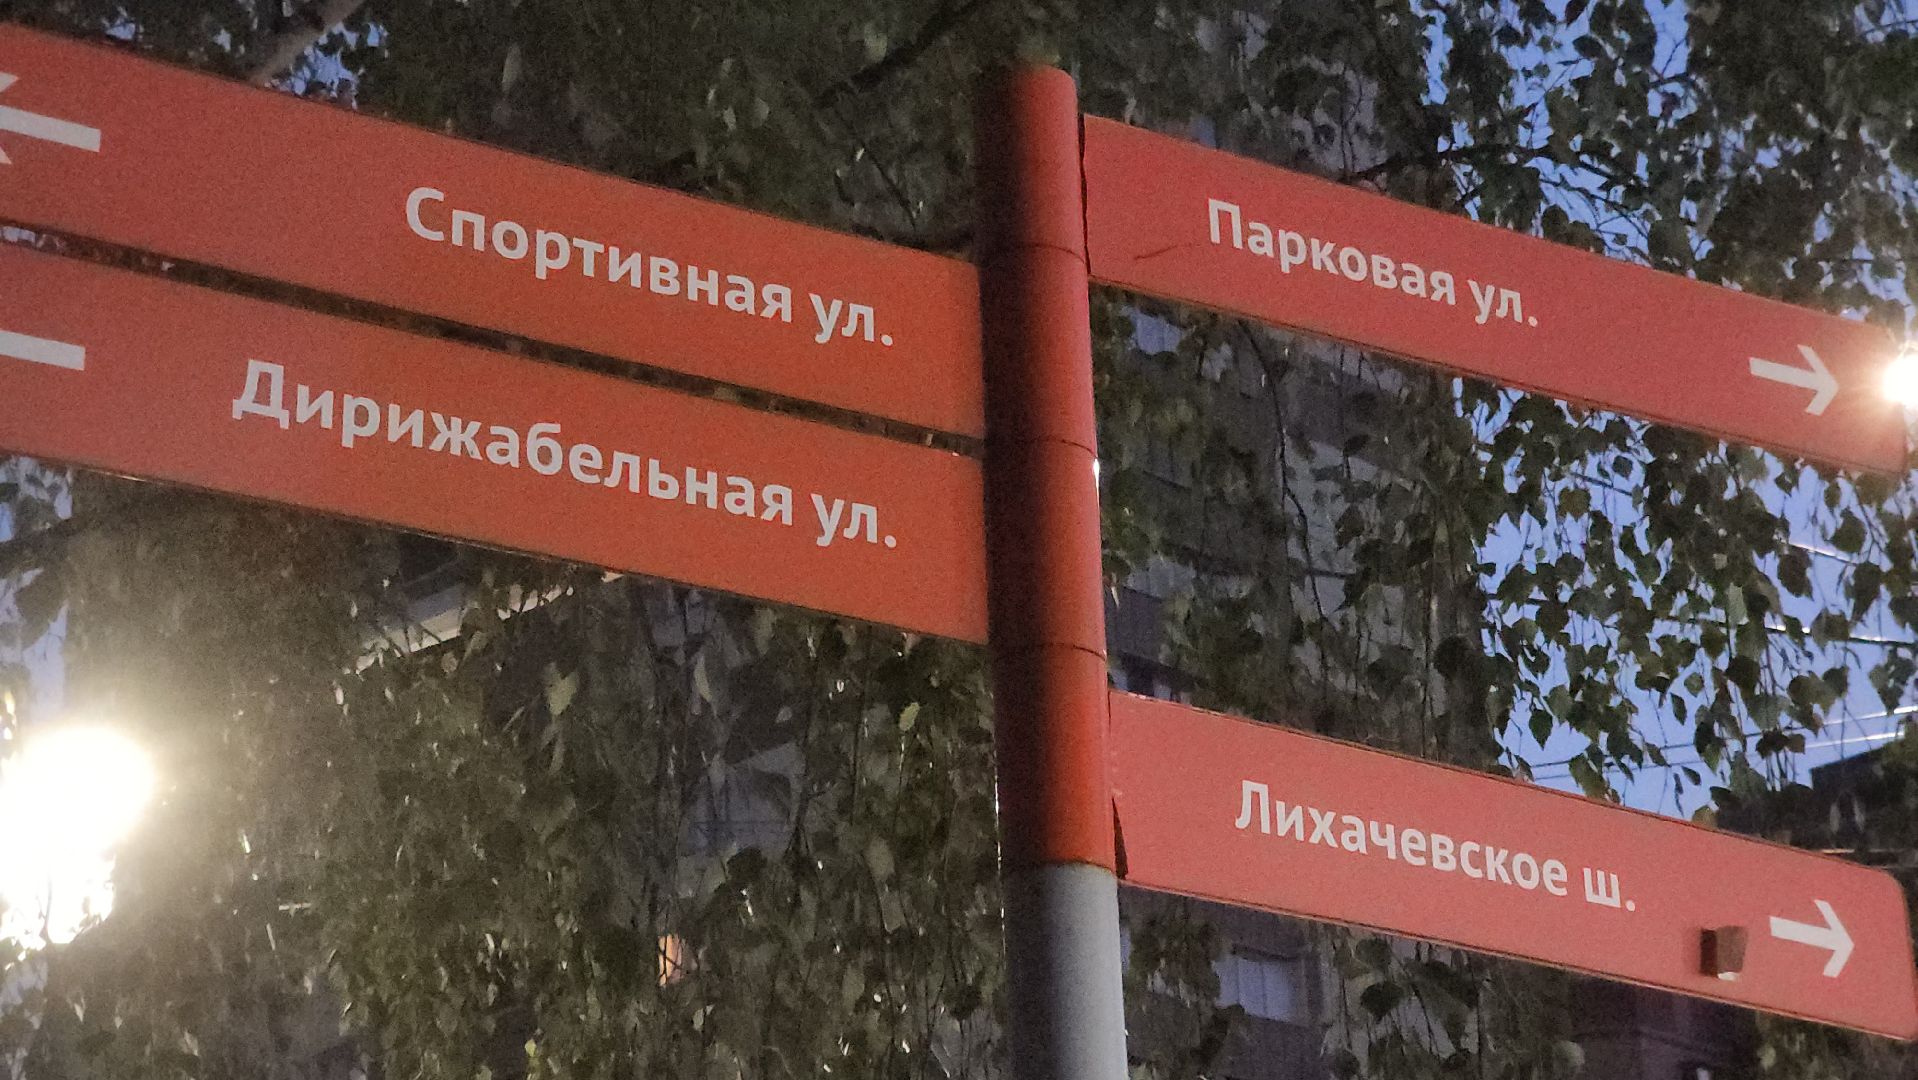 Спортивная ул.
Дирижабельная ул.
Парковая ул.
Лихачевское ш.